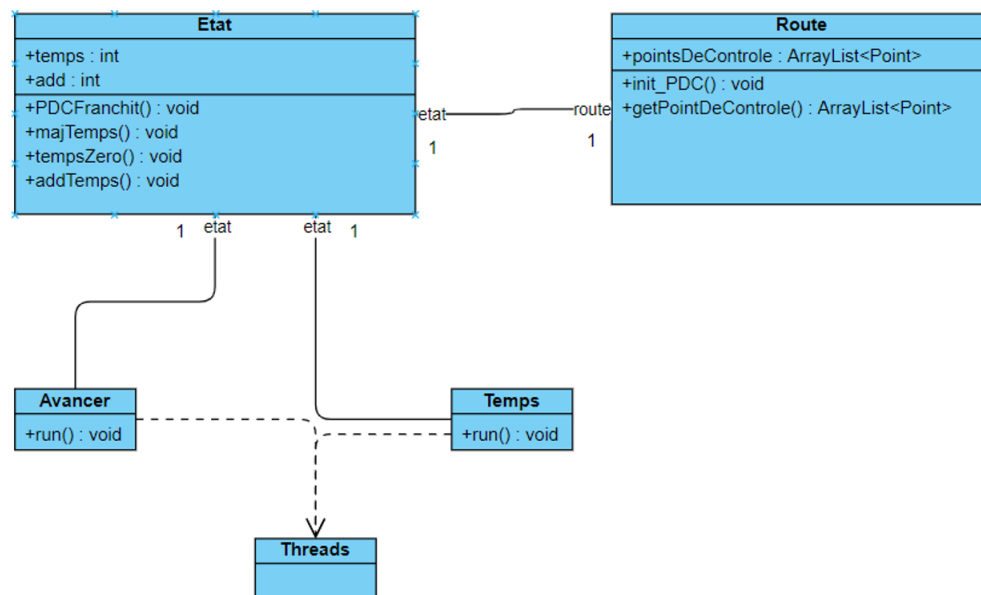 Etat
+temps : int
+add : int
+PDCFranchit() : void
+majTemps() : void
+tempsZero() : void
+addTemps() : void
Route
+pointsDeControle : ArrayList<Point>
+init_PDC() : void
+getPointDeControle() : ArrayList<Point>
etat
1
route
1
1
etat
etat
1
Avancer
+run() : void
Temps
+run() : void
Threads